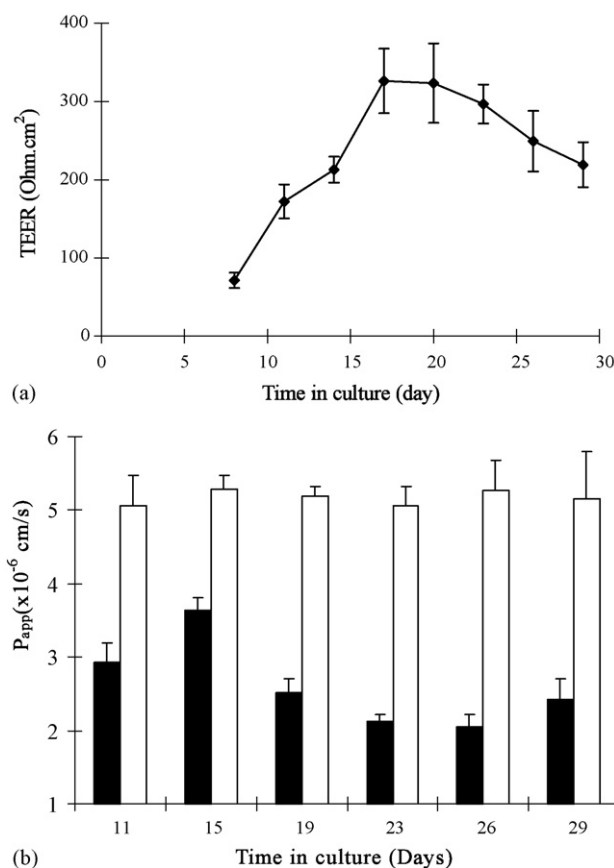 400
300
200
100
0
TEER (Ohm.cm²)
0 5 10 15 20 25 30
(a) Time in culture (day)
6
5
4
3
2
1
Papp(x10⁻⁶ cm/s)
11 15 19 23 26 29
(b) Time in culture (Days)